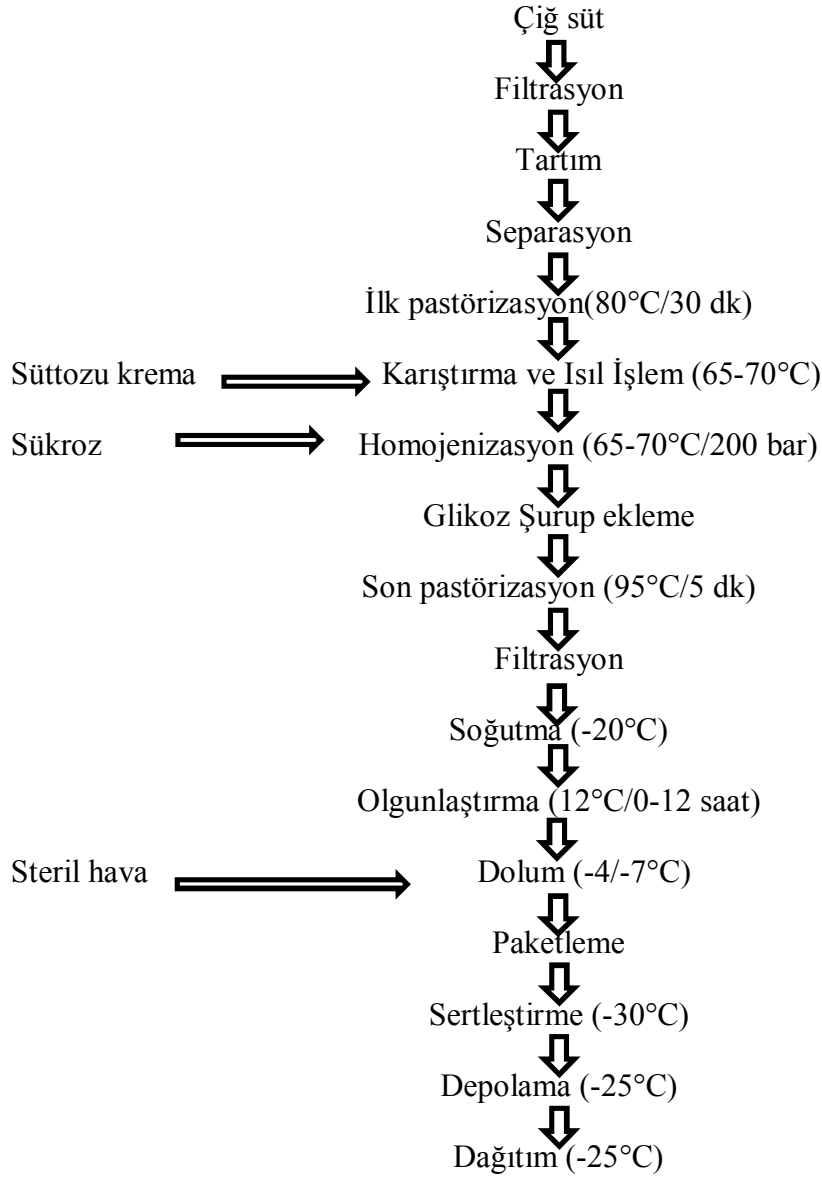 Çiğ süt
Filtrasyon
Tartım
Separasyon
İlk pastörizasyon(80°C/30 dk)
Süttozu krema
Karıştırma ve Isıl İşlem (65-70°C)
Sükroz
Homojenizasyon (65-70°C/200 bar)
Glikoz Şurup ekleme
Son pastörizasyon (95°C/5 dk)
Filtrasyon
Soğutma (-20°C)
Olgunlaştırma (12°C/0-12 saat)
Steril hava
Dolum (-4/-7°C)
Paketleme
Sertleştirme (-30°C)
Depolama (-25°C)
Dağıtım (-25°C)